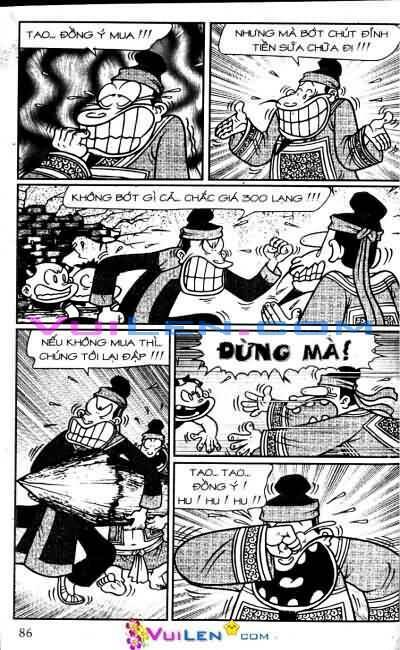 TAO... ĐỒNG Ý MUA !!!
NHƯNG MÀ BỚT CHÚT ĐỈNH
TIỀN SỬA CHỮA ĐI !!!
KHÔNG BỚT GÌ CẢ... CHẮC GIÁ 300 LẠNG !!!
VuiLen.com
NẾU KHÔNG MUA THÌ...
CHÚNG TÔI LẠI ĐẬP !!!
ĐỪNG MÀ!
TAO... TAO...
ĐỒNG Ý !
HU ! HU ! HU !!
86
VuiLen.com